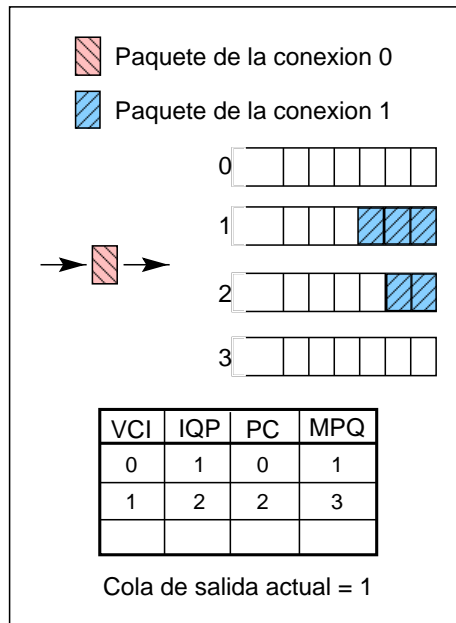 Paquete de la conexion 0
Paquete de la conexion 1
0
1
2
3
VCI IQP PC MPQ
0 1 0 1
1 2 2 3
Cola de salida actual = 1